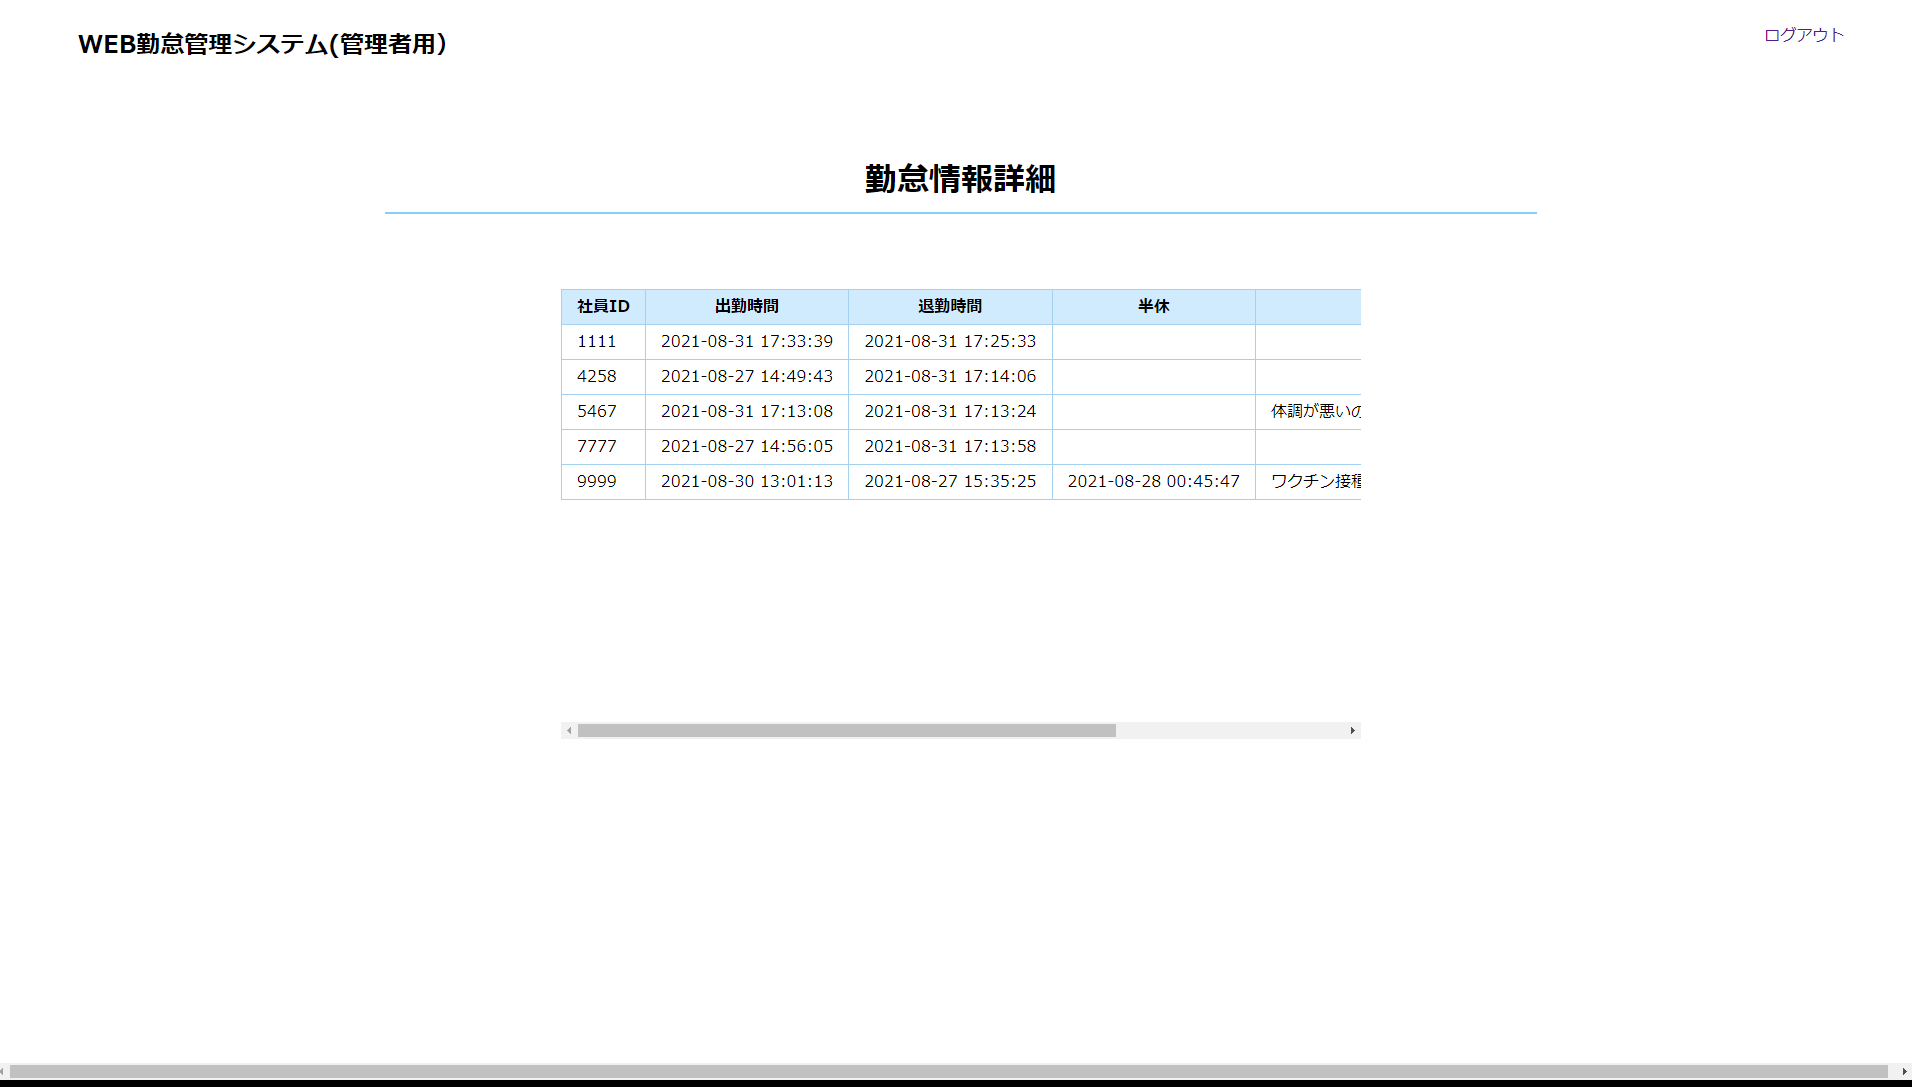 WEB勤怠管理システム(管理者用）
ログアウト
勤怠情報詳細
社員ID 出勤時間 退勤時間 半休
1111 2021-08-31 17:33:39 2021-08-31 17:25:33
4258 2021-08-27 14:49:43 2021-08-31 17:14:06
5467 2021-08-31 17:13:08 2021-08-31 17:13:24 体調が悪いの
7777 2021-08-27 14:56:05 2021-08-31 17:13:58
9999 2021-08-30 13:01:13 2021-08-27 15:35:25 2021-08-28 00:45:47 ワクチン接種